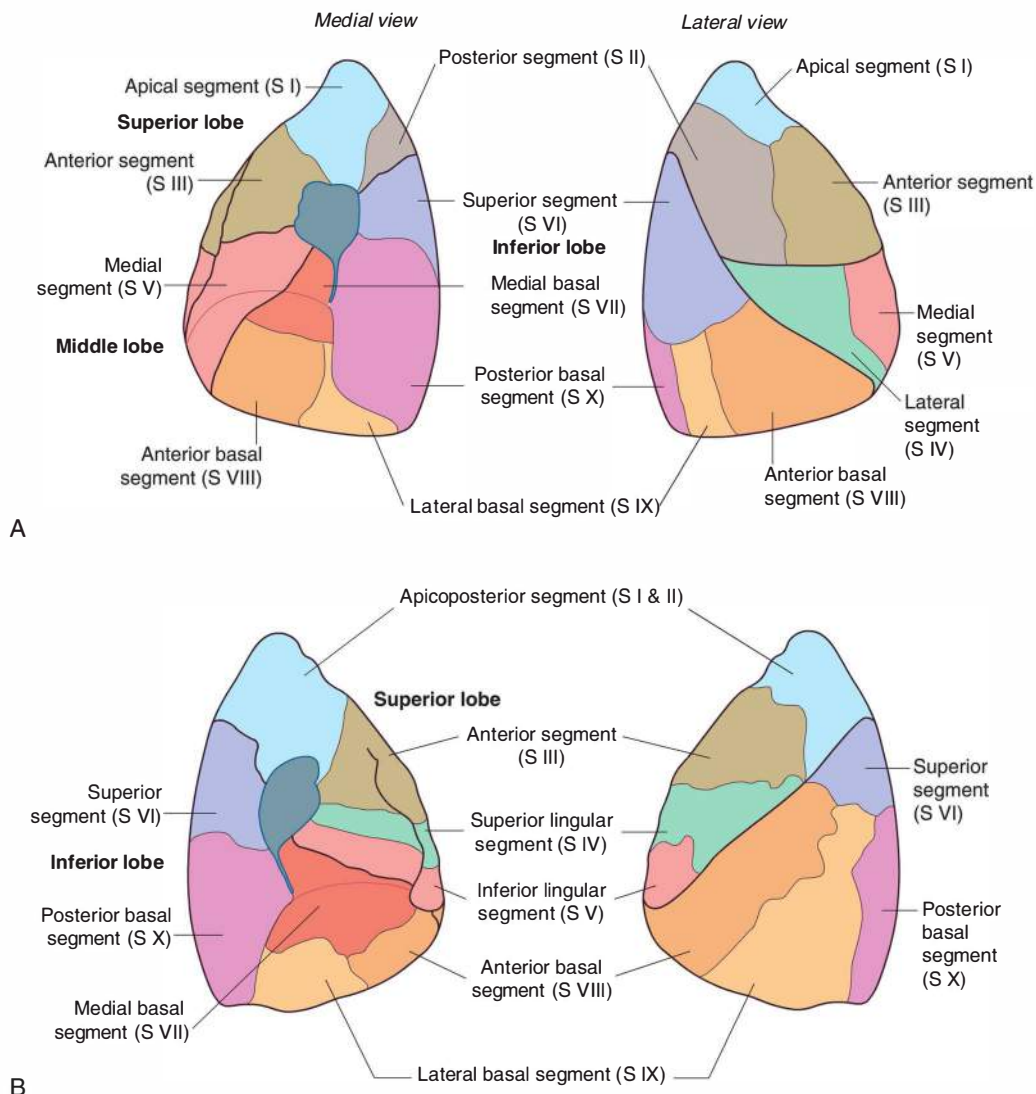 Medial view
Lateral view
Posterior segment (S II)
Apical segment (S I)
Apical segment (S I)
Superior lobe
Anterior segment
(S III)
Anterior segment
(S III)
Superior segment
(S VI)
Inferior lobe
Medial
segment (S V)
Medial basal
segment (S VII)
Medial
segment
(S V)
Middle lobe
Posterior basal
segment (S X)
Lateral
segment
(S IV)
Anterior basal
segment (S VIII)
Anterior basal
segment (S VIII)
Lateral basal segment (S IX)
A
Apicoposterior segment (S I & II)
Superior lobe
Anterior segment
(S III)
Superior
segment (S VI)
Superior
segment
(S VI)
Superior lingular
segment (S IV)
Inferior lobe
Inferior lingular
segment (S V)
Posterior basal
segment (S X)
Posterior
basal
segment
(S X)
Anterior basal
segment (S VIII)
Medial basal
segment (S VII)
Lateral basal segment (S IX)
B